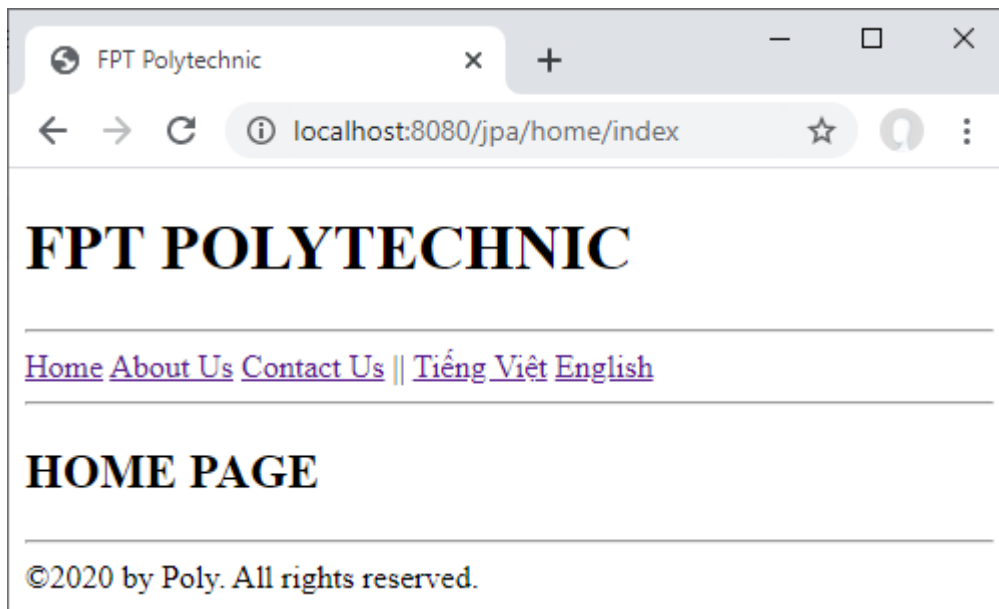 FPT Polytechnic
localhost:8080/jpa/home/index
FPT POLYTECHNIC
Home About Us Contact Us || Tiếng Việt English
HOME PAGE
©2020 by Poly. All rights reserved.